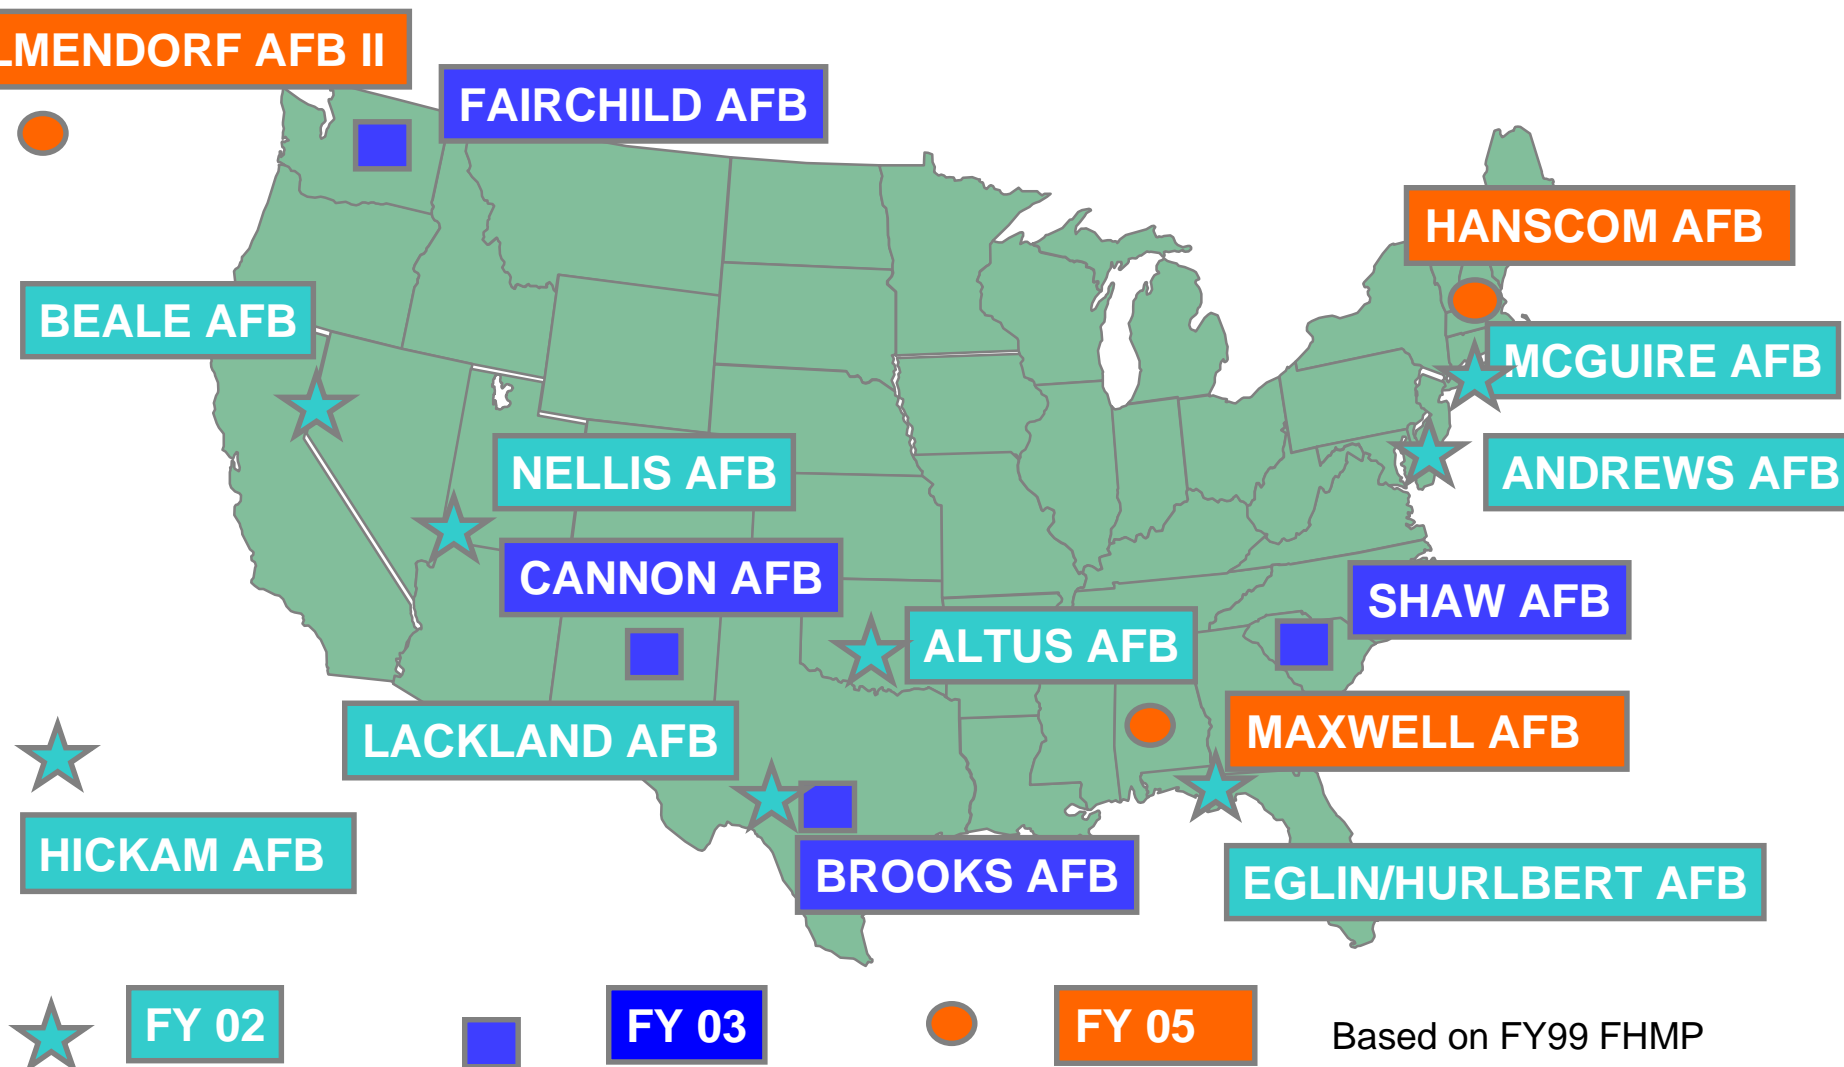 LMENDORF AFB II
FAIRCHILD AFB
HANSCOM AFB
BEALE AFB
MCGUIRE AFB
NELLIS AFB
ANDREWS AFB
CANNON AFB
SHAW AFB
ALTUS AFB
LACKLAND AFB
MAXWELL AFB
HICKAM AFB
BROOKS AFB
EGLIN/HURLBERT AFB
FY 02
FY 03
FY 05
Based on FY99 FHMP